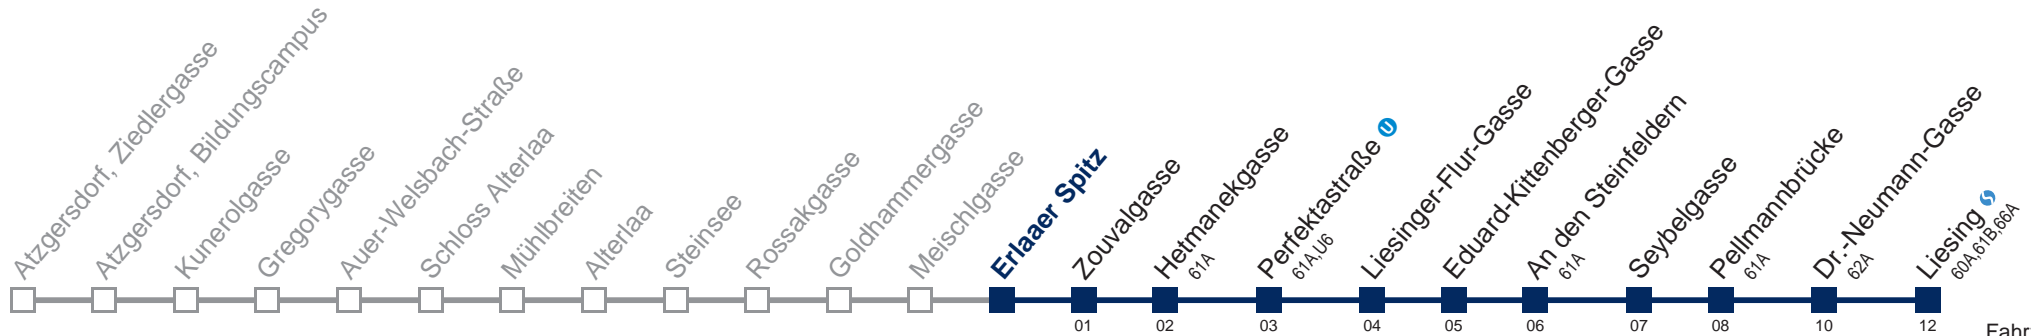 Atzgersdorf, Ziedlergasse
Atzgersdorf, Bildungscampus
Kunerolgasse
Gregorygasse
Auer-Welsbach-Straße
Schloss Alterlaa
Mühlbreiten
Alterlaa
Steinsee
Rossakgasse
Goldhammergasse
Meischlgasse
Erlaaer Spitz
Zouvalgasse
Hetmanekgasse
61A
Perfektastraße U
61A,U6
Liesinger-Flur-Gasse
Eduard-Kittenberger-Gasse
An den Steinfeldern
61A
Seybelgasse
Pellmannbrücke
61A
Dr.-Neumann-Gasse
62A
Liesing
60A,61B,66A
01 02 03 04 05 06 07 08 10 12
Fahr